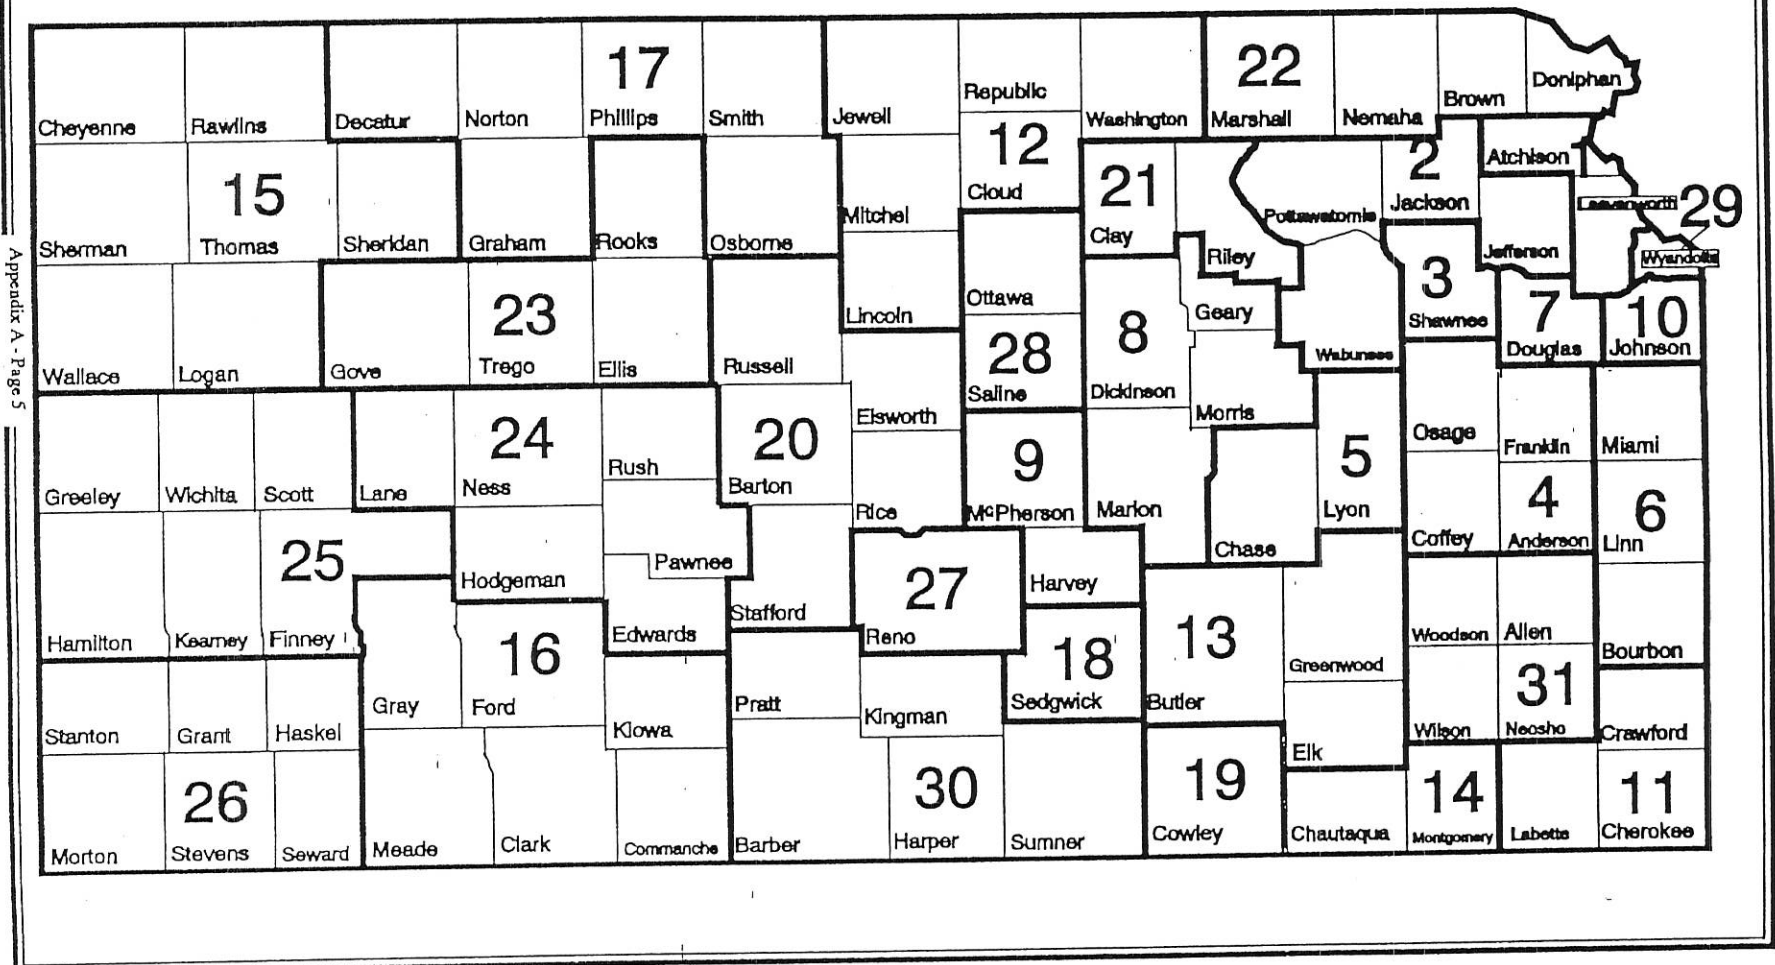 17
22
Cheyenne
Rawlins
Decatur
Norton
Phillips
Smith
Jewell
Republic
Washington
Marshall
Nemaha
Brown
Doniphan
15
12
21
2
Atchison
29
Sherman
Thomas
Sheridan
Graham
Rooks
Osborne
Mitchel
Cloud
Clay
Riley
Pottawatomie
Jackson
Jefferson
Leavenworth
Wyandotte
23
28
8
3
7
10
Wallace
Logan
Gove
Trego
Ellis
Russell
Lincoln
Ottawa
Saline
Dickinson
Geary
Morris
Wabunsee
Shawnee
Douglas
Johnson
24
20
9
5
4
6
Greeley
Wichita
Scott
Lane
Ness
Rush
Barton
Elsworth
Rice
McPherson
Marion
Chase
Lyon
Osage
Coffey
Franklin
Anderson
Miami
Linn
25
27
13
31
Hamilton
Kearney
Finney
Hodgeman
Pawnee
Edwards
Stafford
Reno
Harvey
Butler
Greenwood
Woodson
Allen
Bourbon
16
18
Stanton
Grant
Haskel
Gray
Ford
Kiowa
Pratt
Kingman
Sedgwick
Elk
Wilson
Neosho
Crawford
26
30
19
14
11
Morton
Stevens
Seward
Meade
Clark
Commanche
Barber
Harper
Sumner
Cowley
Chautaqua
Montgomery
Labette
Cherokee
Appendix A - Page 5